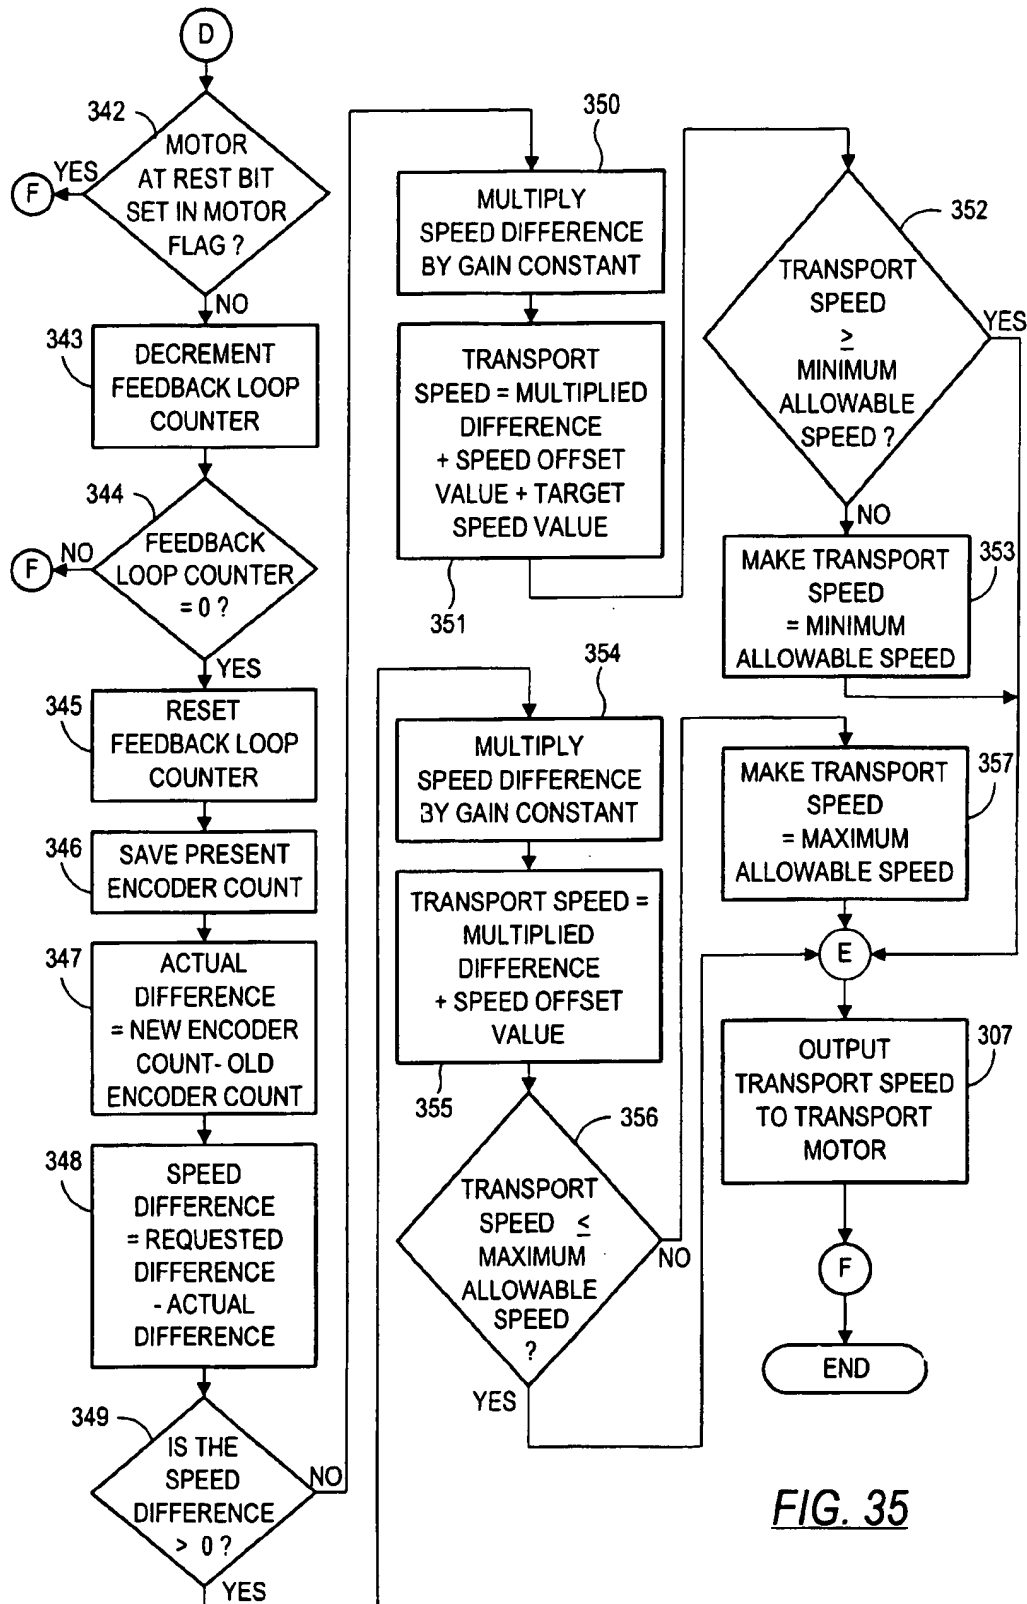 D
342
MOTOR
AT REST BIT
SET IN MOTOR
FLAG ?
YES
F
NO
343
DECREMENT
FEEDBACK LOOP
COUNTER
344
FEEDBACK
LOOP COUNTER
= 0 ?
NO
F
YES
345
RESET
FEEDBACK LOOP
COUNTER
346
SAVE PRESENT
ENCODER COUNT
347
ACTUAL
DIFFERENCE
= NEW ENCODER
COUNT- OLD
ENCODER COUNT
348
SPEED
DIFFERENCE
= REQUESTED
DIFFERENCE
- ACTUAL
DIFFERENCE
349
IS THE
SPEED
DIFFERENCE
> 0 ?
NO
YES
350
MULTIPLY
SPEED DIFFERENCE
BY GAIN CONSTANT
TRANSPORT
SPEED = MULTIPLIED
DIFFERENCE
+ SPEED OFFSET
VALUE + TARGET
SPEED VALUE
351
352
TRANSPORT
SPEED
≥
MINIMUM
ALLOWABLE
SPEED ?
YES
NO
353
MAKE TRANSPORT
SPEED
= MINIMUM
ALLOWABLE SPEED
354
MULTIPLY
SPEED DIFFERENCE
BY GAIN CONSTANT
TRANSPORT SPEED =
MULTIPLIED
DIFFERENCE
+ SPEED OFFSET
VALUE
355
356
TRANSPORT
SPEED ≤
MAXIMUM
ALLOWABLE
SPEED
?
NO
YES
357
MAKE TRANSPORT
SPEED
= MAXIMUM
ALLOWABLE SPEED
E
307
OUTPUT
TRANSPORT SPEED
TO TRANSPORT
MOTOR
F
END
FIG. 35